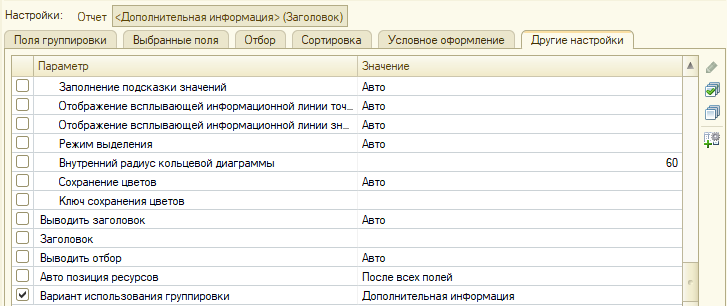 Настройки: Отчет <Дополнительная информация> (Заголовок)
Поля группировки Выбранные поля Отбор Сортировка Условное оформление Другие настройки
Параметр Значение
Заполнение подсказки значений Авто
Отображение всплывающей информационной линии точ... Авто
Отображение всплывающей информационной линии зн... Авто
Режим выделения Авто
Внутренний радиус кольцевой диаграммы 60
Сохранение цветов Авто
Ключ сохранения цветов
Выводить заголовок Авто
Заголовок
Выводить отбор Авто
Авто позиция ресурсов После всех полей
Вариант использования группировки Дополнительная информация